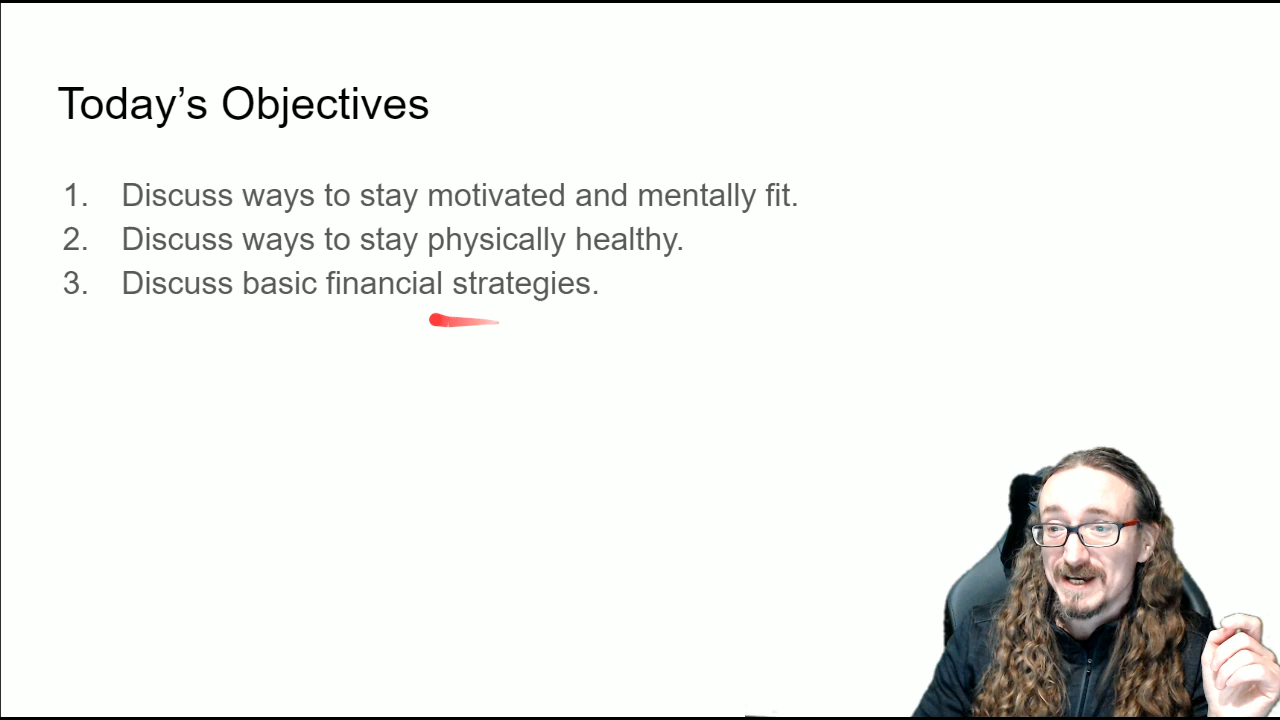 Today’s Objectives
1. Discuss ways to stay motivated and mentally fit.
2. Discuss ways to stay physically healthy.
3. Discuss basic financial strategies.